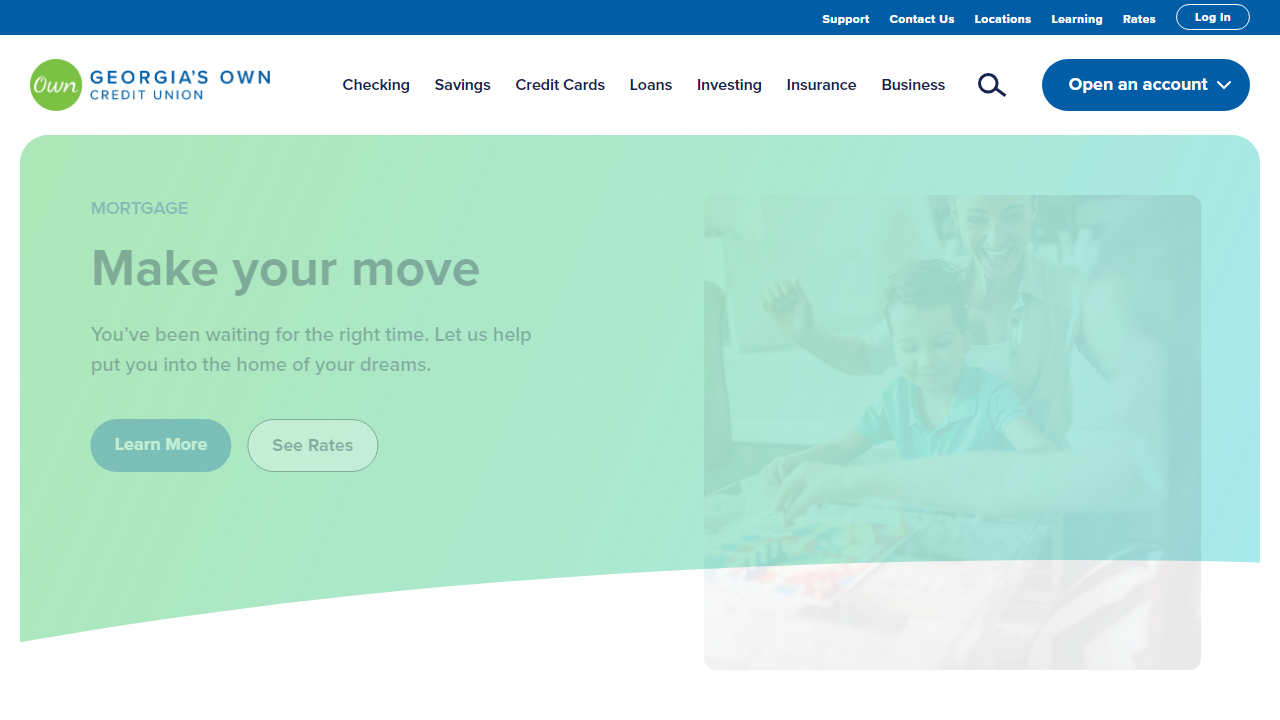 Support Contact Us Locations Learning Rates Log In
Own GEORGIA'S OWN
CREDIT UNION
Checking Savings Credit Cards Loans Investing Insurance Business Open an account
MORTGAGE
Make your move
You've been waiting for the right time. Let us help
put you into the home of your dreams.
Learn More See Rates